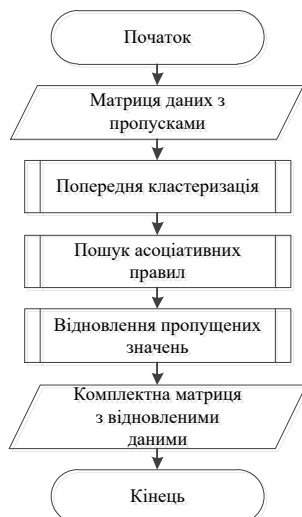 Початок
Матриця даних з
пропусками
Попередня кластеризація
Пошук асоціативних
правил
Відновлення пропущених
значень
Комплектна матриця
з відновленими
даними
Кінець